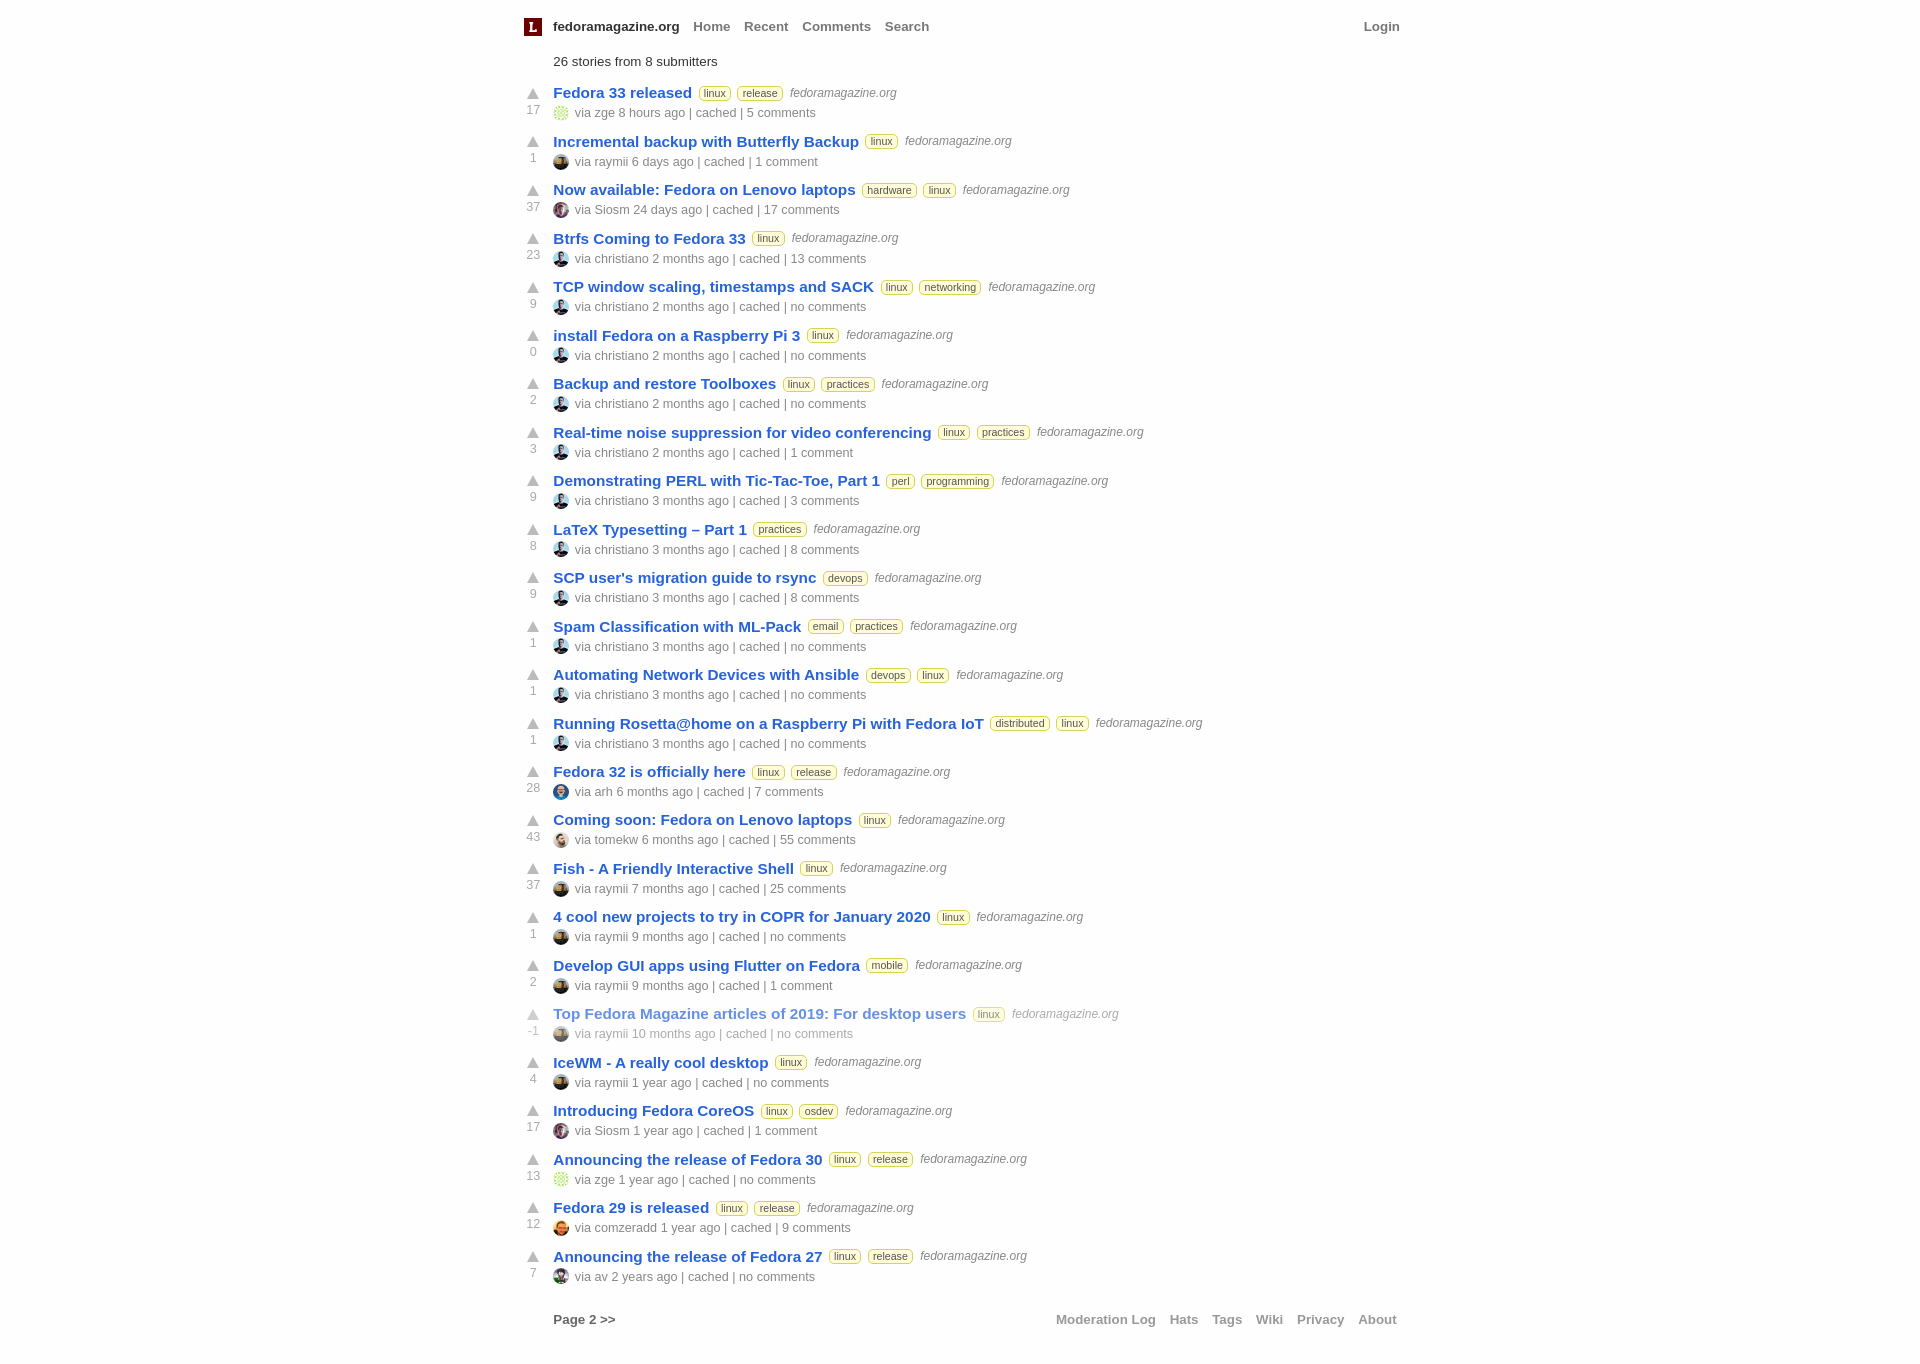 L fedoramagazine.org Home Recent Comments Search Login
26 stories from 8 submitters
Fedora 33 released linux release fedoramagazine.org
17 via zge 8 hours ago | cached | 5 comments
Incremental backup with Butterfly Backup linux fedoramagazine.org
1 via raymii 6 days ago | cached | 1 comment
Now available: Fedora on Lenovo laptops hardware linux fedoramagazine.org
37 via Siosm 24 days ago | cached | 17 comments
Btrfs Coming to Fedora 33 linux fedoramagazine.org
23 via christiano 2 months ago | cached | 13 comments
TCP window scaling, timestamps and SACK linux networking fedoramagazine.org
9 via christiano 2 months ago | cached | no comments
install Fedora on a Raspberry Pi 3 linux fedoramagazine.org
0 via christiano 2 months ago | cached | no comments
Backup and restore Toolboxes linux practices fedoramagazine.org
2 via christiano 2 months ago | cached | no comments
Real-time noise suppression for video conferencing linux practices fedoramagazine.org
3 via christiano 2 months ago | cached | 1 comment
Demonstrating PERL with Tic-Tac-Toe, Part 1 perl programming fedoramagazine.org
9 via christiano 3 months ago | cached | 3 comments
LaTeX Typesetting – Part 1 practices fedoramagazine.org
8 via christiano 3 months ago | cached | 8 comments
SCP user's migration guide to rsync devops fedoramagazine.org
9 via christiano 3 months ago | cached | 8 comments
Spam Classification with ML-Pack email practices fedoramagazine.org
1 via christiano 3 months ago | cached | no comments
Automating Network Devices with Ansible devops linux fedoramagazine.org
1 via christiano 3 months ago | cached | no comments
Running Rosetta@home on a Raspberry Pi with Fedora IoT distributed linux fedoramagazine.org
1 via christiano 3 months ago | cached | no comments
Fedora 32 is officially here linux release fedoramagazine.org
28 via arh 6 months ago | cached | 7 comments
Coming soon: Fedora on Lenovo laptops linux fedoramagazine.org
43 via tomekw 6 months ago | cached | 55 comments
Fish - A Friendly Interactive Shell linux fedoramagazine.org
37 via raymii 7 months ago | cached | 25 comments
4 cool new projects to try in COPR for January 2020 linux fedoramagazine.org
1 via raymii 9 months ago | cached | no comments
Develop GUI apps using Flutter on Fedora mobile fedoramagazine.org
2 via raymii 9 months ago | cached | 1 comment
Top Fedora Magazine articles of 2019: For desktop users linux fedoramagazine.org
-1 via raymii 10 months ago | cached | no comments
IceWM - A really cool desktop linux fedoramagazine.org
4 via raymii 1 year ago | cached | no comments
Introducing Fedora CoreOS linux osdev fedoramagazine.org
17 via Siosm 1 year ago | cached | 1 comment
Announcing the release of Fedora 30 linux release fedoramagazine.org
13 via zge 1 year ago | cached | no comments
Fedora 29 is released linux release fedoramagazine.org
12 via comzeradd 1 year ago | cached | 9 comments
Announcing the release of Fedora 27 linux release fedoramagazine.org
7 via av 2 years ago | cached | no comments
Page 2 >> Moderation Log Hats Tags Wiki Privacy About